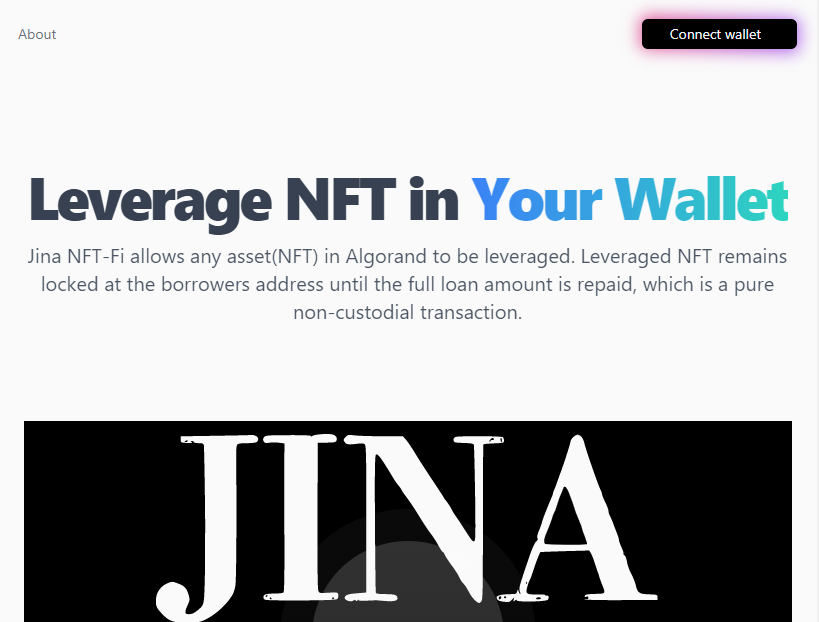 About
Connect wallet
Leverage NFT in Your Wallet
Jina NFT-Fi allows any asset(NFT) in Algorand to be leveraged. Leveraged NFT remains
locked at the borrowers address until the full loan amount is repaid, which is a pure
non-custodial transaction.
JINA